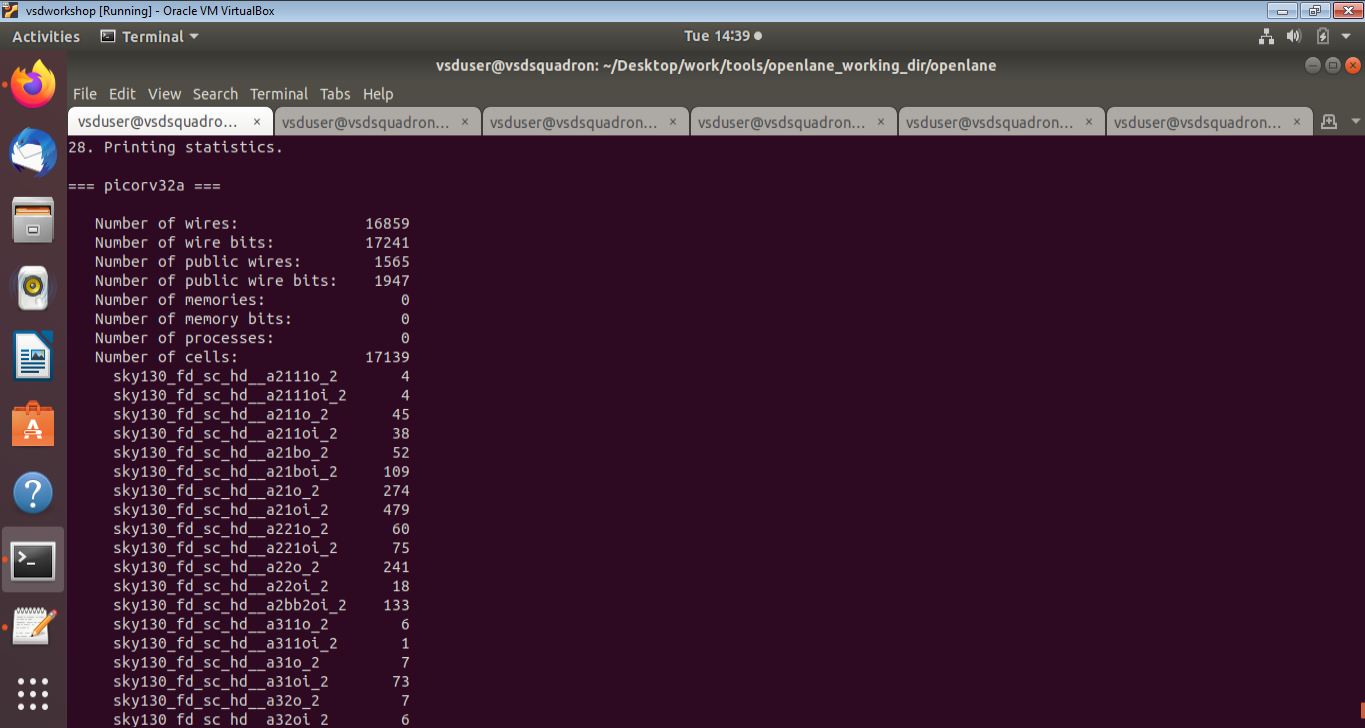 vsdworkshop [Running] - Oracle VM VirtualBox
Activities Terminal Tue 14:39
vsduser@vsdsquadron: ~/Desktop/work/tools/openlane_working_dir/openlane
File Edit View Search Terminal Tabs Help
vsduser@vsdsquadro... × vsduser@vsdsquadron... × vsduser@vsdsquadron... × vsduser@vsdsquadron... × vsduser@vsdsquadron... × vsduser@vsdsquadron... ×
28. Printing statistics.
=== picorv32a ===
Number of wires: 16859
Number of wire bits: 17241
Number of public wires: 1565
Number of public wire bits: 1947
Number of memories: 0
Number of memory bits: 0
Number of processes: 0
Number of cells: 17139
sky130_fd_sc_hd__a2111o_2 4
sky130_fd_sc_hd__a2111oi_2 4
sky130_fd_sc_hd__a211o_2 45
sky130_fd_sc_hd__a211oi_2 38
sky130_fd_sc_hd__a21bo_2 52
sky130_fd_sc_hd__a21boi_2 109
sky130_fd_sc_hd__a21o_2 274
sky130_fd_sc_hd__a21oi_2 479
sky130_fd_sc_hd__a221o_2 60
sky130_fd_sc_hd__a221oi_2 75
sky130_fd_sc_hd__a22o_2 241
sky130_fd_sc_hd__a22oi_2 18
sky130_fd_sc_hd__a2bb2oi_2 133
sky130_fd_sc_hd__a311o_2 6
sky130_fd_sc_hd__a311oi_2 1
sky130_fd_sc_hd__a31o_2 7
sky130_fd_sc_hd__a31oi_2 73
sky130_fd_sc_hd__a32o_2 7
sky130_fd_sc_hd__a32oi_2 6